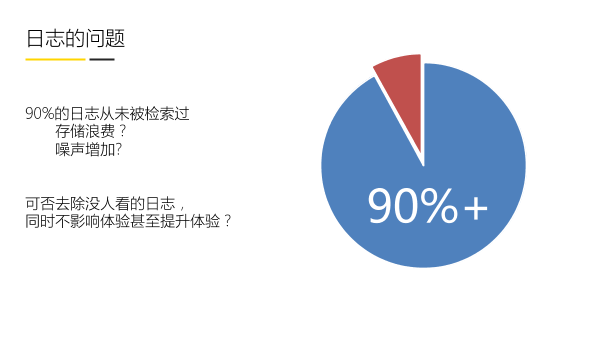 日志的问题
90%的日志从未被检索过
存储浪费？
噪声增加?
可否去除没人看的日志，
同时不影响体验甚至提升体验？
90%+